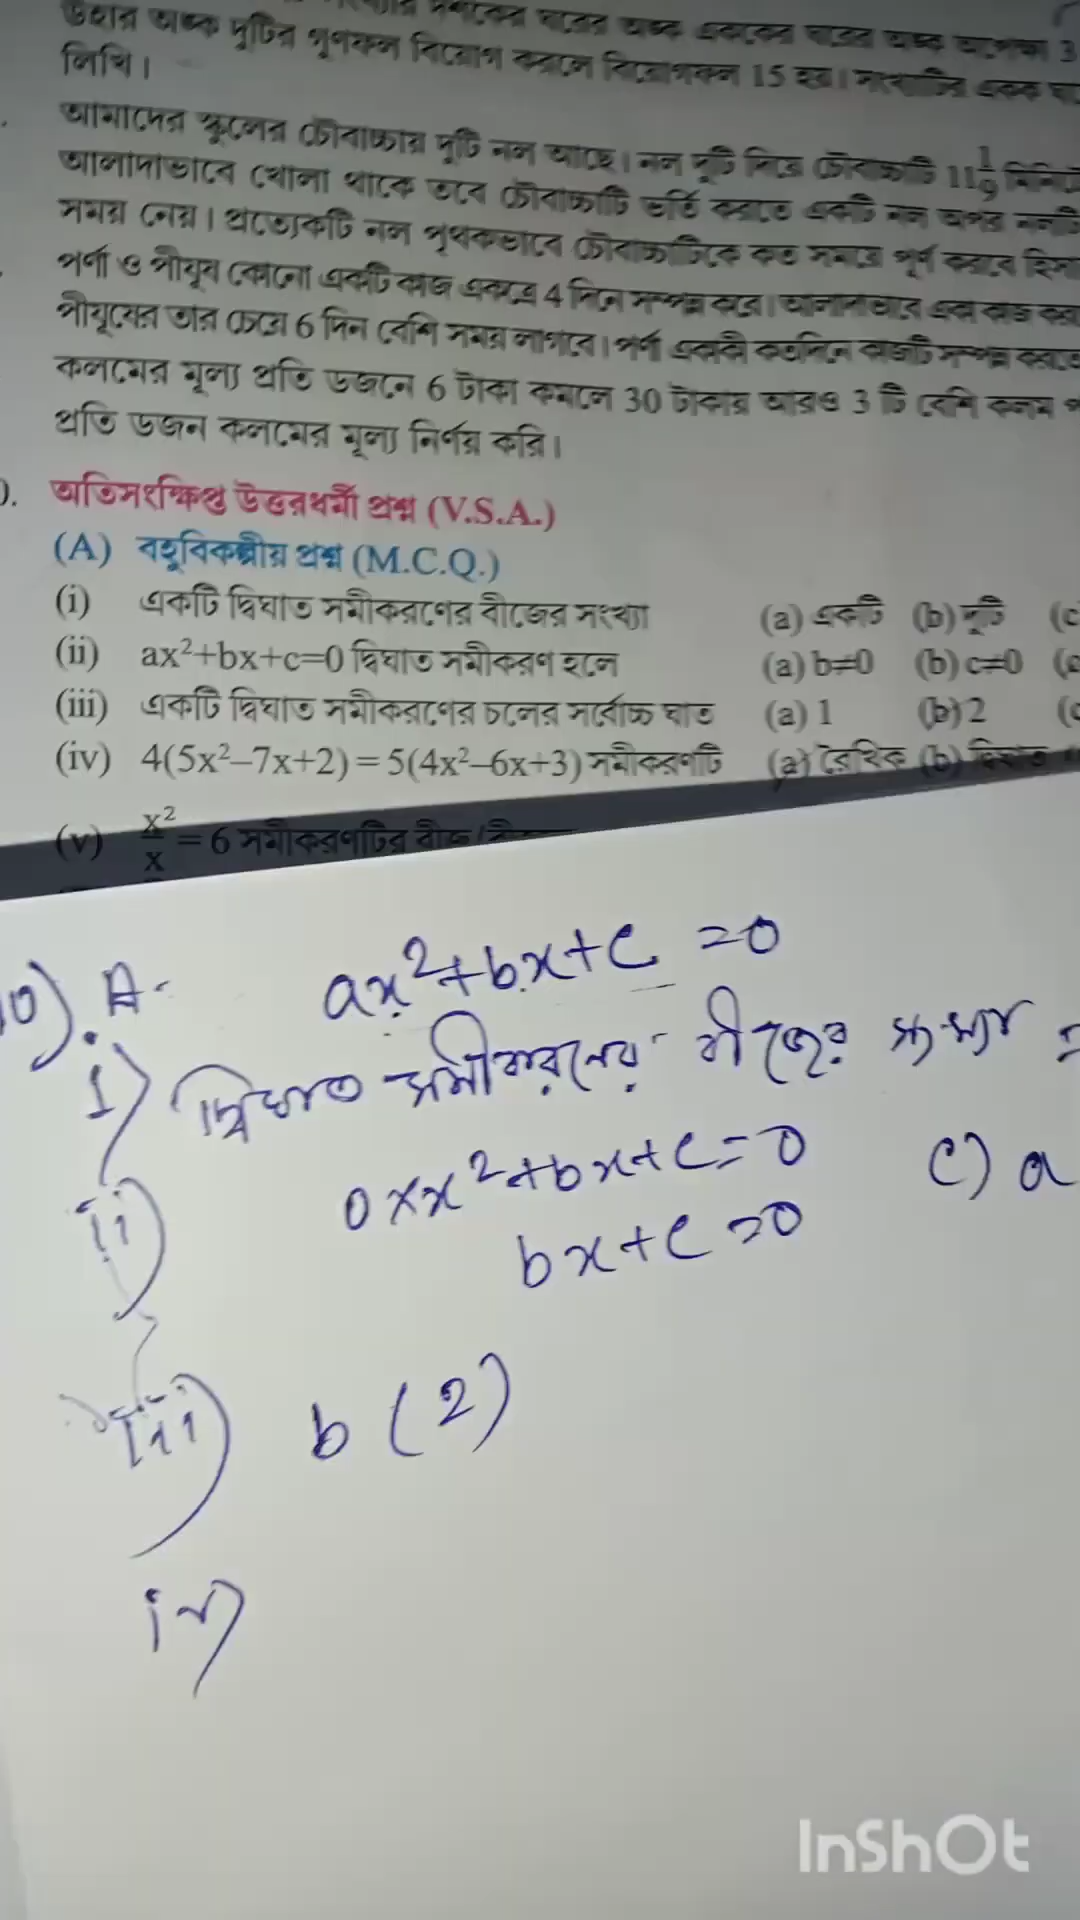 উহার অঙ্ক দুটির গুণফল বিয়োগ করলে বিয়োগফল 15 হয়। সংখ্যাটির একক
লিখি।
আমাদের স্কুলের চৌবাচ্চায় দুটি নল আছে। নল দুটি দিয়ে চৌবাচ্চাটি 11 1/9 মিনিটে
আলাদাভাবে খোলা থাকে তবে চৌবাচ্চাটি ভর্তি করতে একটি নল অপর নলটি
সময় নেয়। প্রত্যেকটি নল পৃথকভাবে চৌবাচ্চাটিকে কত সময়ে পূর্ণ করবে হিসা
পর্ণা ও পীযূষ কোনো একটি কাজ একত্রে 4 দিনে সম্পন্ন করে। আলাদাভাবে একা কাজ কর
পীযূষের তার চেয়ে 6 দিন বেশি সময় লাগবে। পর্ণা একাকী কতদিনে কাজটি সম্পন্ন করতে
কলমের মূল্য প্রতি ডজনে 6 টাকা কমলে 30 টাকায় আরও 3 টি বেশি কলম প
প্রতি ডজন কলমের মূল্য নির্ণয় করি।
). অতিসংক্ষিপ্ত উত্তরধর্মী প্রশ্ন (V.S.A.)
(A) বহুবিকল্পীয় প্রশ্ন (M.C.Q.)
(i) একটি দ্বিঘাত সমীকরণের বীজের সংখ্যা (a) একটি (b) দুটি (c
(ii) ax²+bx+c=0 দ্বিঘাত সমীকরণ হলে (a) b≠0 (b) c≠0 (c
(iii) একটি দ্বিঘাত সমীকরণের চলের সর্বোচ্চ ঘাত (a) 1 (b) 2 (c
(iv) 4(5x²–7x+2)=5(4x²–6x+3) সমীকরণটি (a) রৈখিক (b) দ্বিঘাত
(v) x²/x = 6 সমীকরণটির বীজ/
10). A. ax²+bx+c =0
i) দ্বিঘাত সমীকরনের বীজের সংখ্যা =
ii) 0×x²+bx+c=0 c) a
bx+c=0
iii) b (2)
iv)
InShOt